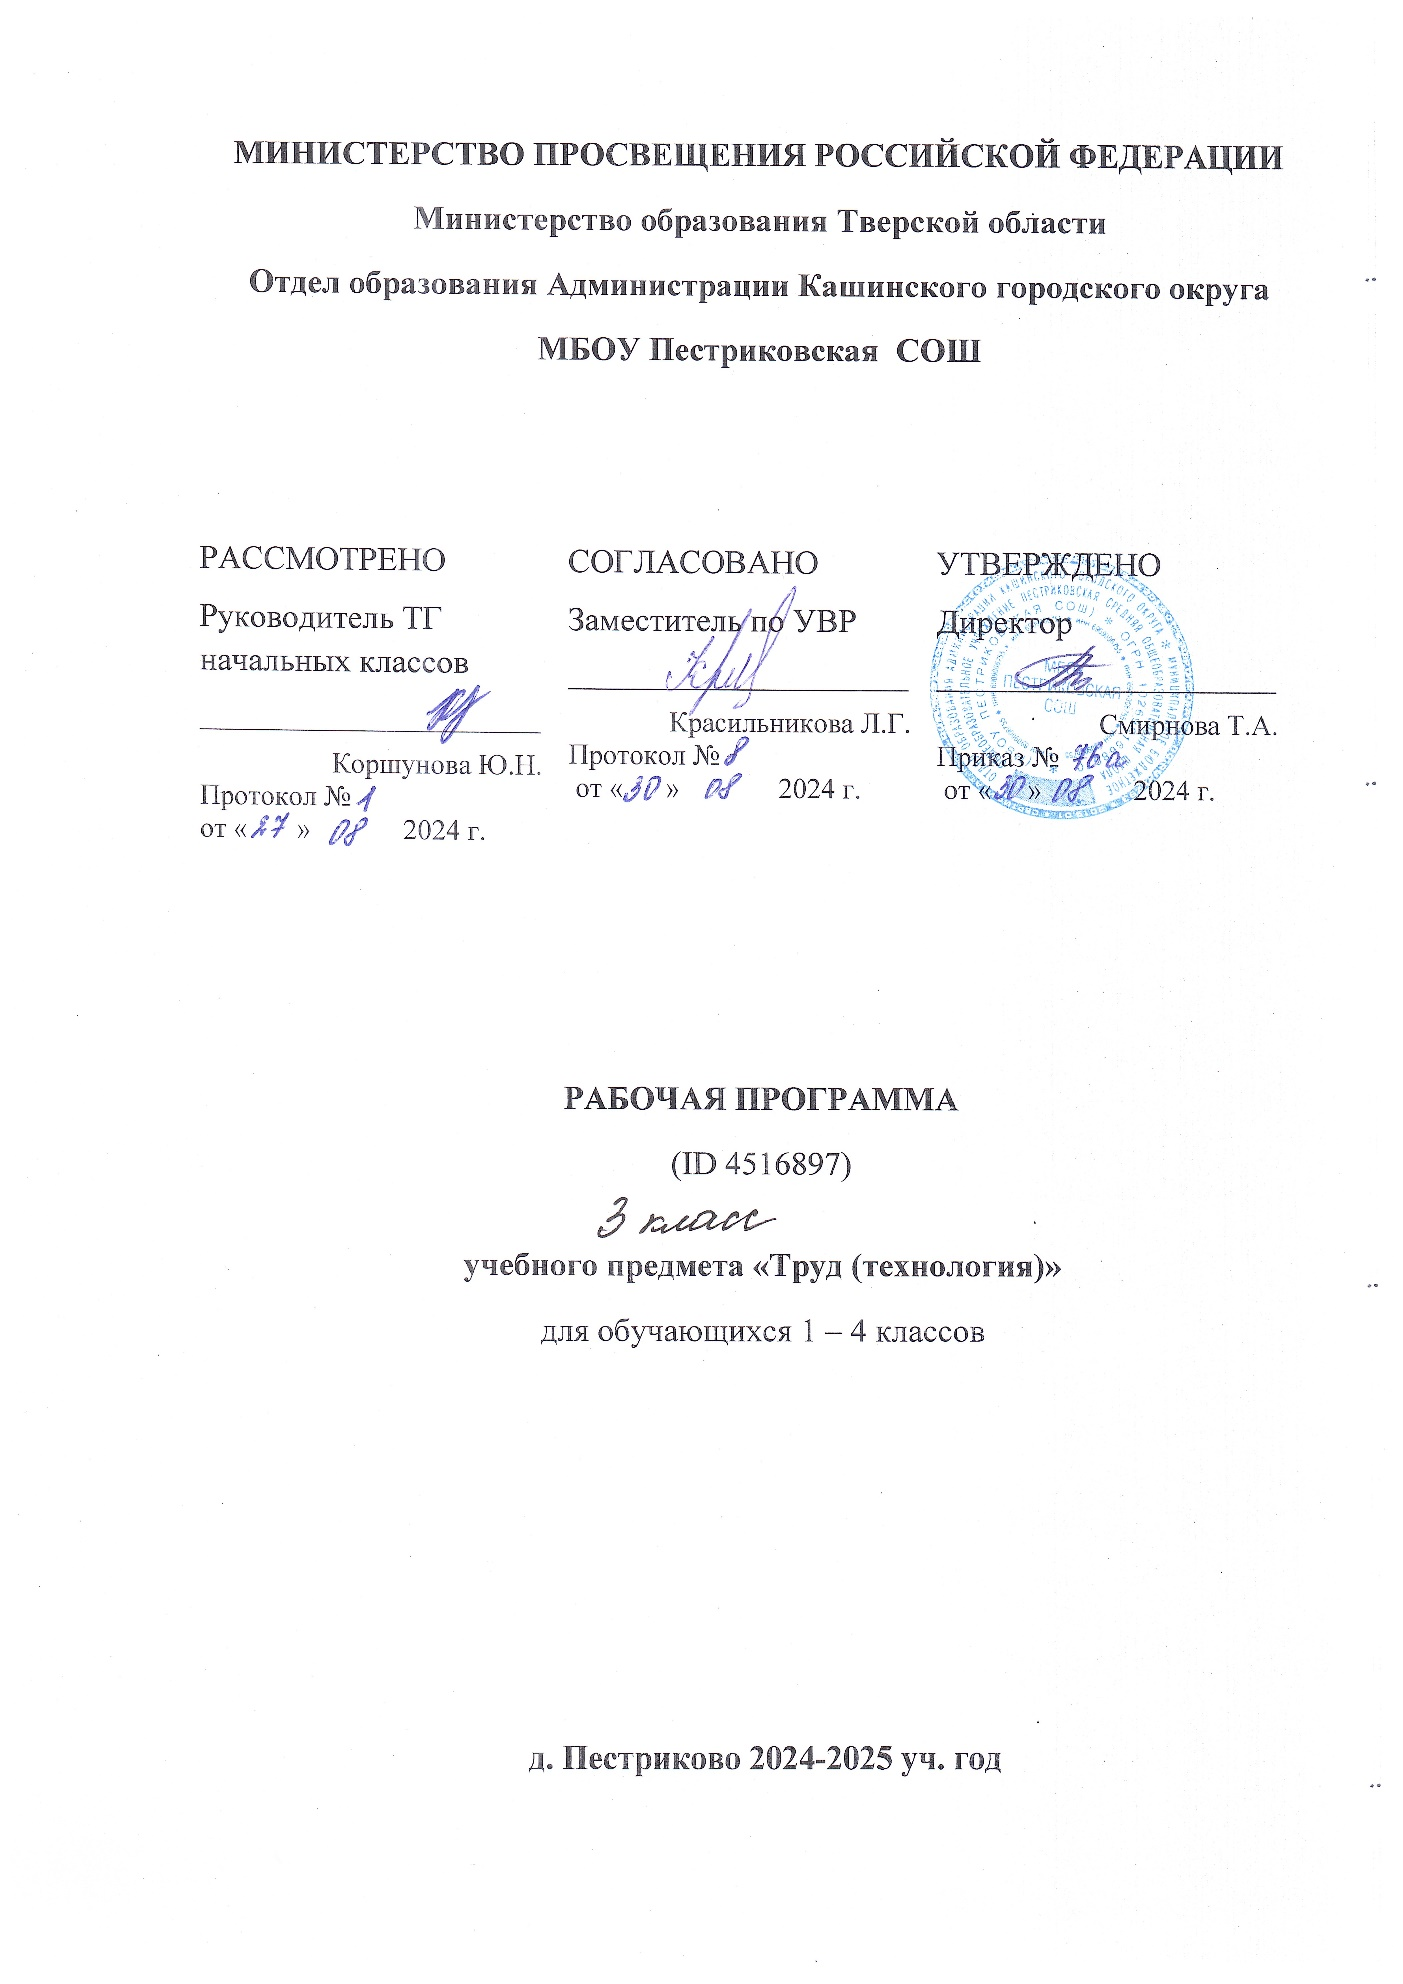 МИНИСТЕРСТВО ПРОСВЕЩЕНИЯ РОССИЙСКОЙ ФЕДЕРАЦИИ
Министерство образования Тверской области
Отдел образования Администрации Кашинского городского округа
МБОУ Пестриковская СОШ
РАССМОТРЕНО
Руководитель ТГ
начальных классов
Коршунова Ю.Н.
Протокол № 1
от «27» 08 2024 г.
СОГЛАСОВАНО
Заместитель по УВР
Красильникова Л.Г.
Протокол № 8
от «30» 08 2024 г.
УТВЕРЖДЕНО
Директор
Смирнова Т.А.
Приказ № 76а
от «30» 08 2024 г.
ПЕСТРИКОВСКАЯ
СОШ
РАБОЧАЯ ПРОГРАММА
(ID 4516897)
3 класс
учебного предмета «Труд (технология)»
для обучающихся 1 – 4 классов
д. Пестриково 2024-2025 уч. год